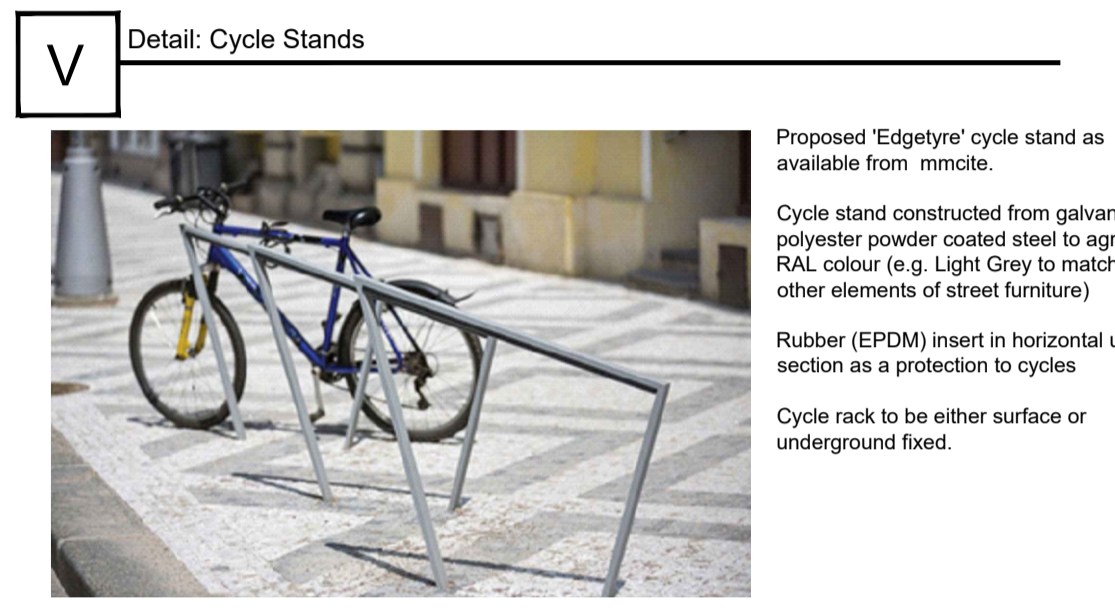 V
Detail: Cycle Stands
Proposed 'Edgetyre' cycle stand as
available from mmcite.
Cycle stand constructed from galvan
polyester powder coated steel to agr
RAL colour (e.g. Light Grey to match
other elements of street furniture)
Rubber (EPDM) insert in horizontal u
section as a protection to cycles
Cycle rack to be either surface or
underground fixed.